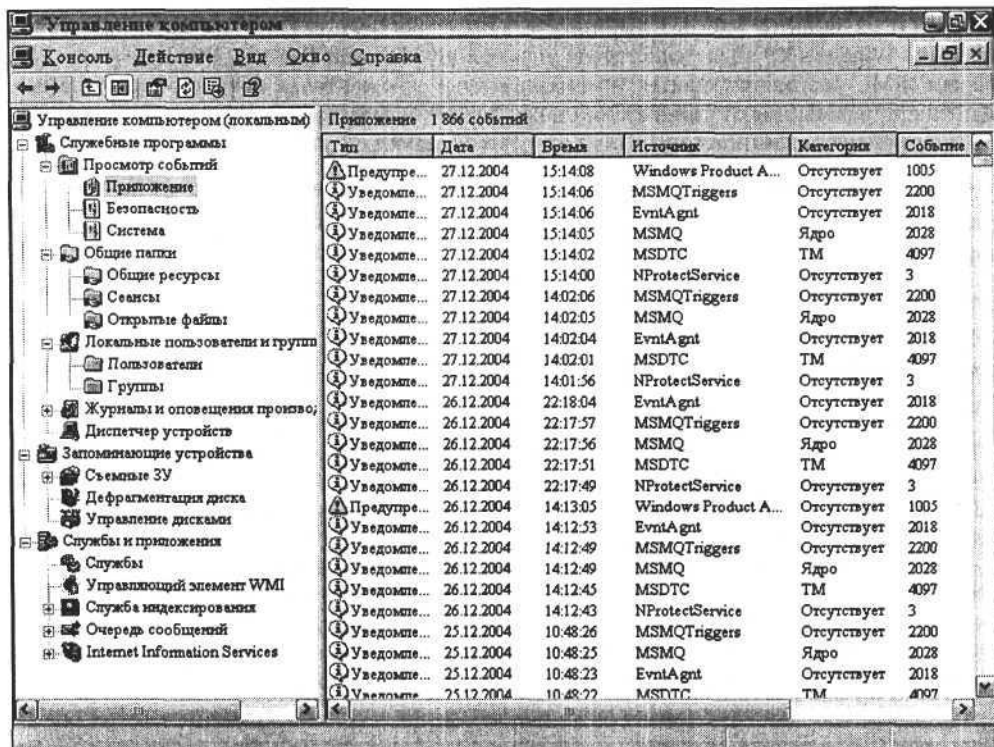 Управление компьютером
Консоль Действие Вид Окно Справка
Управление компьютером (локальным)
Служебные программы
Просмотр событий
Приложение
Безопасность
Система
Общие папки
Общие ресурсы
Сеансы
Открытые файлы
Локальные пользователи и групп
Пользователи
Группы
Журналы и оповещения произво
Диспетчер устройств
Запоминающие устройства
Съемные ЗУ
Дефрагментация диска
Управление дисками
Службы и приложения
Службы
Управляющий элемент WMI
Служба индексирования
Очередь сообщений
Internet Information Services
Приложение 1 866 событий
Тип Дата Время Источник Категория Событие
Предупре... 27.12.2004 15:14:08 Windows Product A... Отсутствует 1005
Уведомле... 27.12.2004 15:14:06 MSMQTriggers Отсутствует 2200
Уведомле... 27.12.2004 15:14:06 EvntAgnt Отсутствует 2018
Уведомле... 27.12.2004 15:14:05 MSMQ Ядро 2028
Уведомле... 27.12.2004 15:14:02 MSDTC TM 4097
Уведомле... 27.12.2004 15:14:00 NProtectService Отсутствует 3
Уведомле... 27.12.2004 14:02:06 MSMQTriggers Отсутствует 2200
Уведомле... 27.12.2004 14:02:05 MSMQ Ядро 2028
Уведомле... 27.12.2004 14:02:04 EvntAgnt Отсутствует 2018
Уведомле... 27.12.2004 14:02:01 MSDTC TM 4097
Уведомле... 27.12.2004 14:01:56 NProtectService Отсутствует 3
Уведомле... 26.12.2004 22:18:04 EvntAgnt Отсутствует 2018
Уведомле... 26.12.2004 22:17:57 MSMQTriggers Отсутствует 2200
Уведомле... 26.12.2004 22:17:56 MSMQ Ядро 2028
Уведомле... 26.12.2004 22:17:51 MSDTC TM 4097
Уведомле... 26.12.2004 22:17:49 NProtectService Отсутствует 3
Предупре... 26.12.2004 14:13:05 Windows Product A... Отсутствует 1005
Уведомле... 26.12.2004 14:12:53 EvntAgnt Отсутствует 2018
Уведомле... 26.12.2004 14:12:49 MSMQTriggers Отсутствует 2200
Уведомле... 26.12.2004 14:12:49 MSMQ Ядро 2028
Уведомле... 26.12.2004 14:12:45 MSDTC TM 4097
Уведомле... 26.12.2004 14:12:43 NProtectService Отсутствует 3
Уведомле... 25.12.2004 10:48:26 MSMQTriggers Отсутствует 2200
Уведомле... 25.12.2004 10:48:25 MSMQ Ядро 2028
Уведомле... 25.12.2004 10:48:23 EvntAgnt Отсутствует 2018
Уведомле... 25.12.2004 10:48:22 MSDTC TM 4097